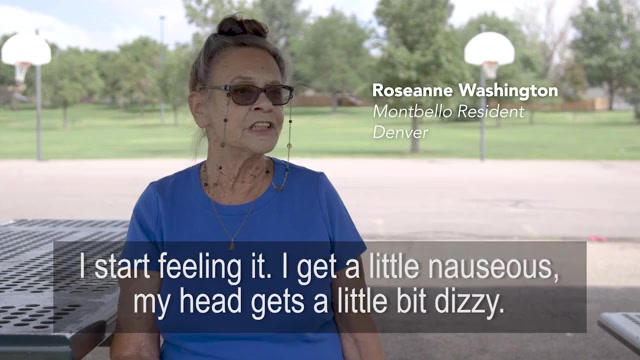 Roseanne Washington
Montbello Resident
Denver
I start feeling it. I get a little nauseous,
my head gets a little bit dizzy.